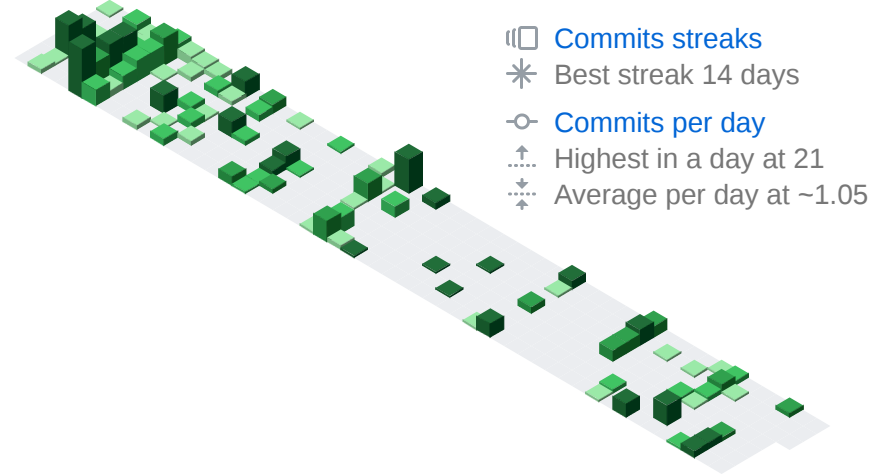 Commits streaks
Best streak 14 days
Commits per day
Highest in a day at 21
Average per day at ~1.05